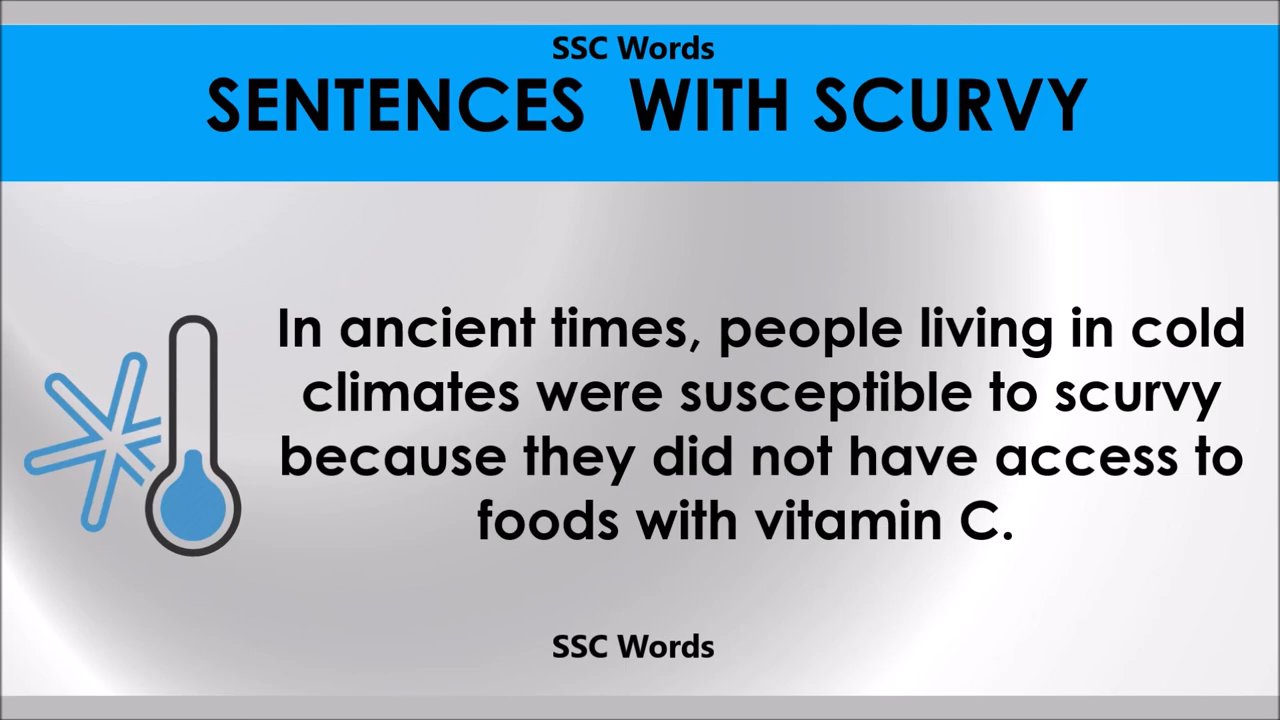 SSC Words
SENTENCES WITH SCURVY
In ancient times, people living in cold
climates were susceptible to scurvy
because they did not have access to
foods with vitamin C.
SSC Words